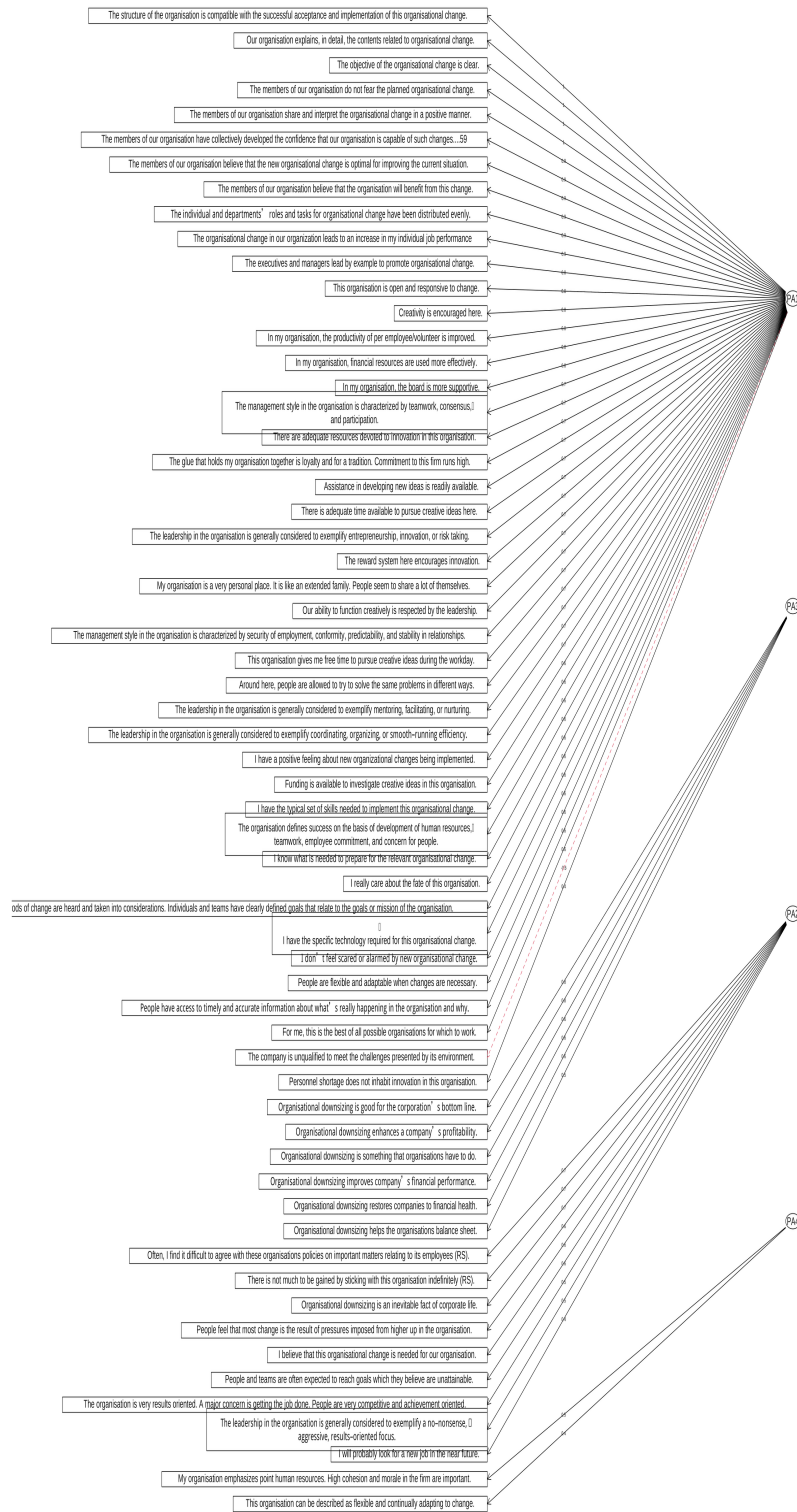 The structure of the organisation is compatible with the successful acceptance and implementation of this organisational change.
Our organisation explains, in detail, the contents related to organisational change.
The objective of the organisational change is clear.
The members of our organisation do not fear the planned organisational change.
The members of our organisation share and interpret the organisational change in a positive manner.
The members of our organisation have collectively developed the confidence that our organisation is capable of such changes....59
The members of our organisation believe that the new organisational change is optimal for improving the current situation.
The members of our organisation believe that the organisation will benefit from this change.
The individual and departments' roles and tasks for organisational change have been distributed evenly.
The organisational change in our organization leads to an increase in my individual job performance
The executives and managers lead by example to promote organisational change.
This organisation is open and responsive to change.
Creativity is encouraged here.
PA1
In my organisation, the productivity of per employee/volunteer is improved.
In my organisation, financial resources are used more effectively.
In my organisation, the board is more supportive.
The management style in the organisation is characterized by teamwork, consensus,
and participation.
There are adequate resources devoted to innovation in this organisation.
The glue that holds my organisation together is loyalty and for a tradition. Commitment to this firm runs high.
Assistance in developing new ideas is readily available.
There is adequate time available to pursue creative ideas here.
The leadership in the organisation is generally considered to exemplify entrepreneurship, innovation, or risk taking.
The reward system here encourages innovation.
My organisation is a very personal place. It is like an extended family. People seem to share a lot of themselves.
Our ability to function creatively is respected by the leadership.
PA3
The management style in the organisation is characterized by security of employment, conformity, predictability, and stability in relationships.
This organisation gives me free time to pursue creative ideas during the workday.
Around here, people are allowed to try to solve the same problems in different ways.
The leadership in the organisation is generally considered to exemplify mentoring, facilitating, or nurturing.
The leadership in the organisation is generally considered to exemplify coordinating, organizing, or smooth-running efficiency.
I have a positive feeling about new organizational changes being implemented.
Funding is available to investigate creative ideas in this organisation.
I have the typical set of skills needed to implement this organisational change.
The organisation defines success on the basis of development of human resources,
teamwork, employee commitment, and concern for people.
I know what is needed to prepare for the relevant organisational change.
I really care about the fate of this organisation.
ods of change are heard and taken into considerations. Individuals and teams have clearly defined goals that relate to the goals or mission of the organisation.
PA2
I have the specific technology required for this organisational change.
I don't feel scared or alarmed by new organisational change.
People are flexible and adaptable when changes are necessary.
People have access to timely and accurate information about what's really happening in the organisation and why.
For me, this is the best of all possible organisations for which to work.
The company is unqualified to meet the challenges presented by its environment.
Personnel shortage does not inhabit innovation in this organisation.
Organisational downsizing is good for the corporation's bottom line.
Organisational downsizing enhances a company's profitability.
Organisational downsizing is something that organisations have to do.
Organisational downsizing improves company's financial performance.
Organisational downsizing restores companies to financial health.
PA4
Organisational downsizing helps the organisations balance sheet.
Often, I find it difficult to agree with these organisations policies on important matters relating to its employees (RS).
There is not much to be gained by sticking with this organisation indefinitely (RS).
Organisational downsizing is an inevitable fact of corporate life.
People feel that most change is the result of pressures imposed from higher up in the organisation.
I believe that this organisational change is needed for our organisation.
People and teams are often expected to reach goals which they believe are unattainable.
The organisation is very results oriented. A major concern is getting the job done. People are very competitive and achievement oriented.
The leadership in the organisation is generally considered to exemplify a no-nonsense,
aggressive, results-oriented focus.
I will probably look for a new job in the near future.
My organisation emphasizes point human resources. High cohesion and morale in the firm are important.
This organisation can be described as flexible and continually adapting to change.